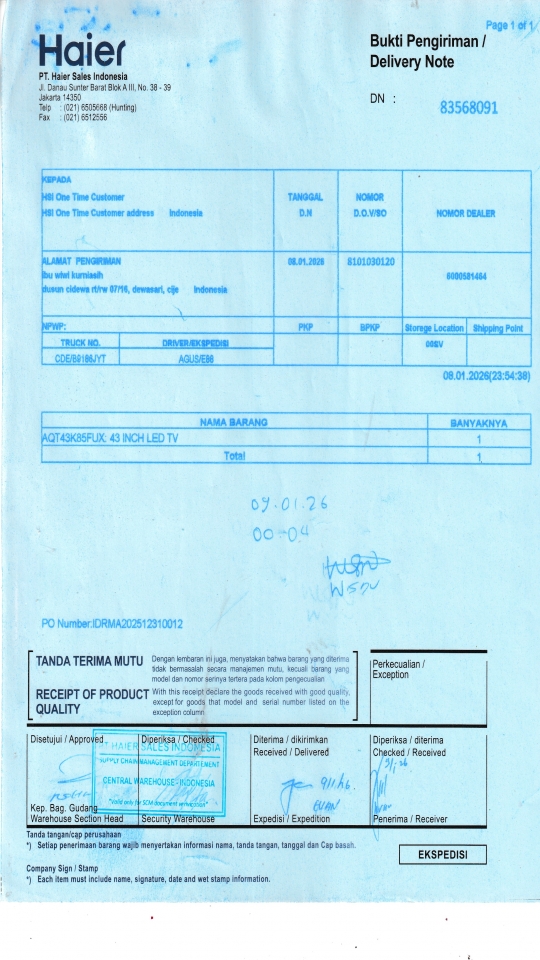 Page 1 of 1
Haier
Bukti Pengiriman /
Delivery Note
PT. Haier Sales Indonesia
Jl. Danau Sunter Barat Blok A III, No. 38 - 39
Jakarta 14350
Telp : (021) 6505668 (Hunting)
Fax : (021) 6512556
DN : 83568091
KEPADA
HSI One Time Customer
HSI One Time Customer address Indonesia
TANGGAL
D.N
NOMOR
D.O.V/SO
NOMOR DEALER
ALAMAT PENGIRIMAN
Ibu wiwi kurniasih
dusun cidewa rt/rw 07/16, dewasari, cije Indonesia
08.01.2026
8101030120
6000581464
NPWP:
PKP
BPKP
Storage Location
Shipping Point
TRUCK NO.
DRIVER/EKSPEDISI
00SV
CDE/B9186JYT
AGUS/E86
08.01.2026(23:54:38)
NAMA BARANG
BANYAKNYA
AQT43K85FUX: 43 INCH LED TV
1
Total
1
09.01.26
00-04
PO Number:IDRMA202512310012
TANDA TERIMA MUTU
Dengan lembaran ini juga, menyatakan bahwa barang yang diterima
tidak bermasalah secara manajemen mutu, kecuali barang yang
model dan nomor serinya tertera pada kolom pengecualian
RECEIPT OF PRODUCT
QUALITY
With this receipt declare the goods received with good quality,
except for goods that model and serial number listed on the
exception column
Perkecualian /
Exception
Disetujui / Approved
Diperiksa / Checked
Diterima / dikirimkan
Received / Delivered
Diperiksa / diterima
Checked / Received
PT HAIER SALES INDONESIA
SUPPLY CHAIN MANAGEMENT DEPARTEMENT
CENTRAL WAREHOUSE - INDONESIA
Kep. Bag. Gudang
Warehouse Section Head
Security Warehouse
Expedisi / Expedition
Penerima / Receiver
Tanda tangan/cap perusahaan
*) Setiap penerimaan barang wajib menyertakan informasi nama, tanda tangan, tanggal dan Cap basah.
EKSPEDISI
Company Sign / Stamp
*) Each item must include name, signature, date and wet stamp information.